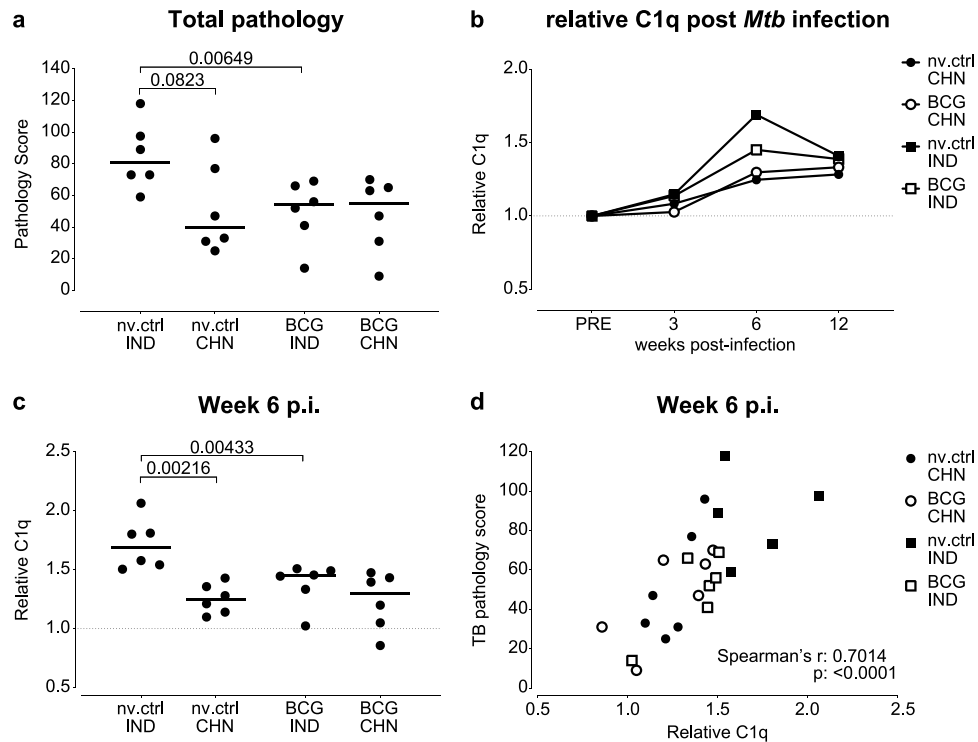 a
Total pathology
0.00649
0.0823
140
120
100
80
60
40
20
0
Pathology Score
nv.ctrl
IND
nv.ctrl
CHN
BCG
IND
BCG
CHN
b
relative C1q post Mtb infection
2.0
1.5
1.0
0.5
Relative C1q
PRE
3
6
12
weeks post-infection
nv.ctrl
CHN
BCG
CHN
nv.ctrl
IND
BCG
IND
c
Week 6 p.i.
0.00433
0.00216
2.5
2.0
1.5
1.0
0.5
Relative C1q
nv.ctrl
IND
nv.ctrl
CHN
BCG
IND
BCG
CHN
d
Week 6 p.i.
120
100
80
60
40
20
0
TB pathology score
Spearman's r: 0.7014
p: <0.0001
0.5
1.0
1.5
2.0
2.5
Relative C1q
nv.ctrl
CHN
BCG
CHN
nv.ctrl
IND
BCG
IND